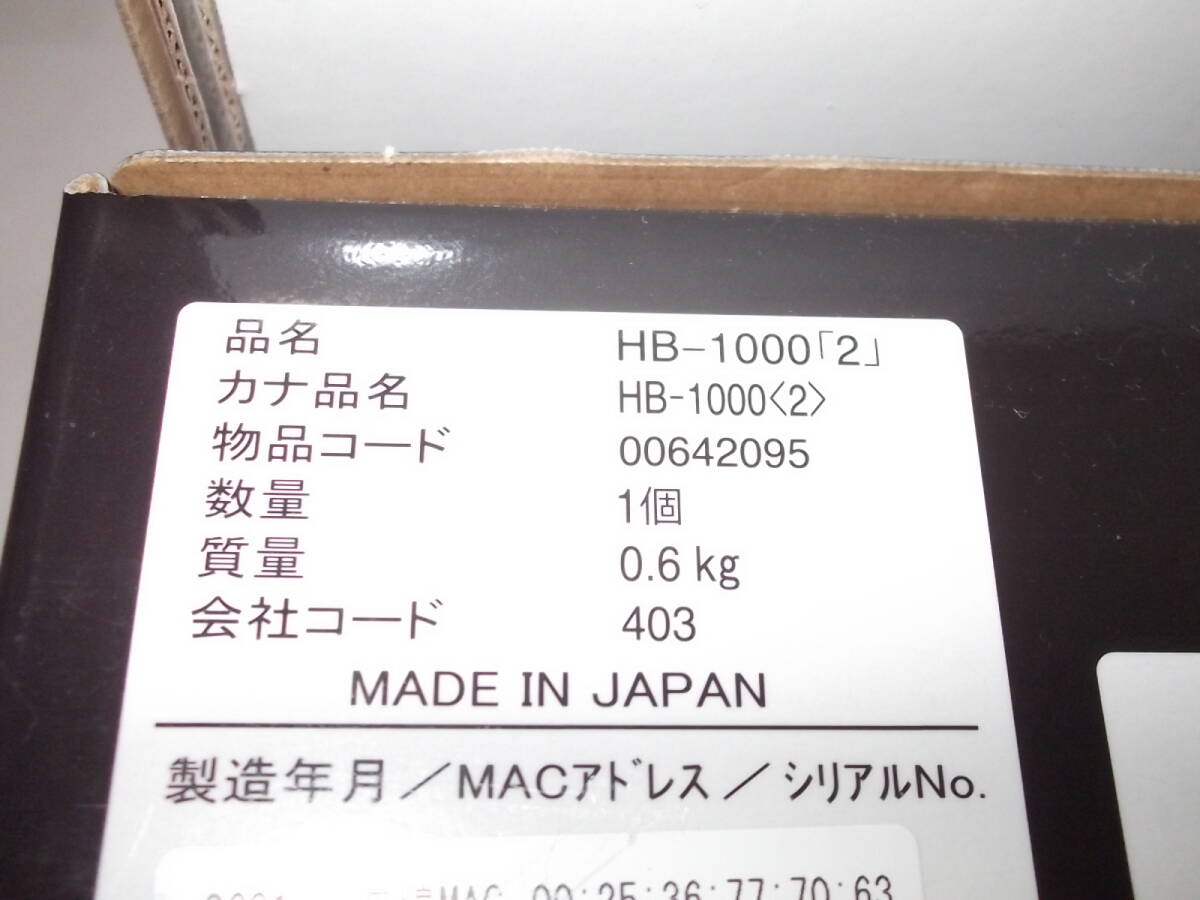 品名 HB-1000「2」
カナ品名 HB-1000〈2〉
物品コード 00642095
数量 1個
質量 0.6 kg
会社コード 403
MADE IN JAPAN
製造年月/MACアドレス/シリアルNo.
MAC 00:25:36:77:70:63